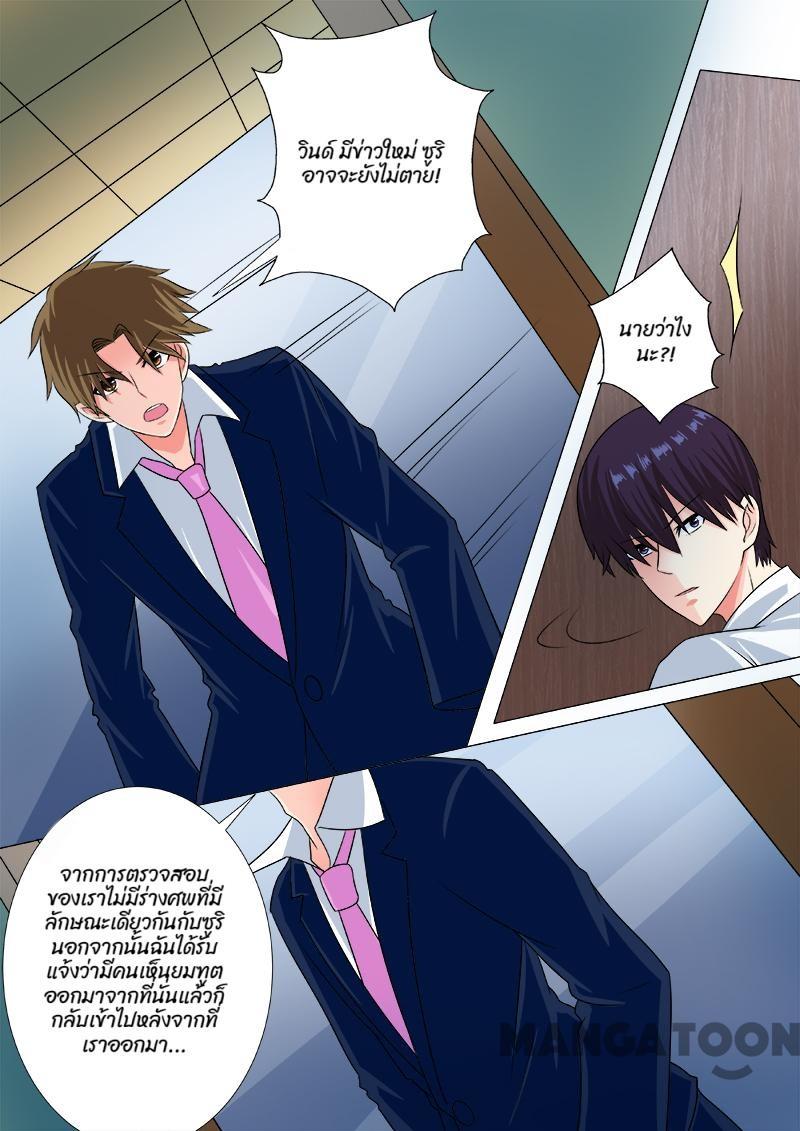 วินด์ มีข่าวใหม่ ซูริ
อาจจะยังไม่ตาย!
นายว่าไง
นะ?!
จากการตรวจสอบ
ของเราไม่มีร่างศพที่มี
ลักษณะเดียวกันกับซูริ
นอกจากนั้นฉันได้รับ
แจ้งว่ามีคนเห็นยมทูต
ออกมาจากที่นั่นแล้วก็
กลับเข้าไปหลังจากที่
เราออกมา...
MANGATOON